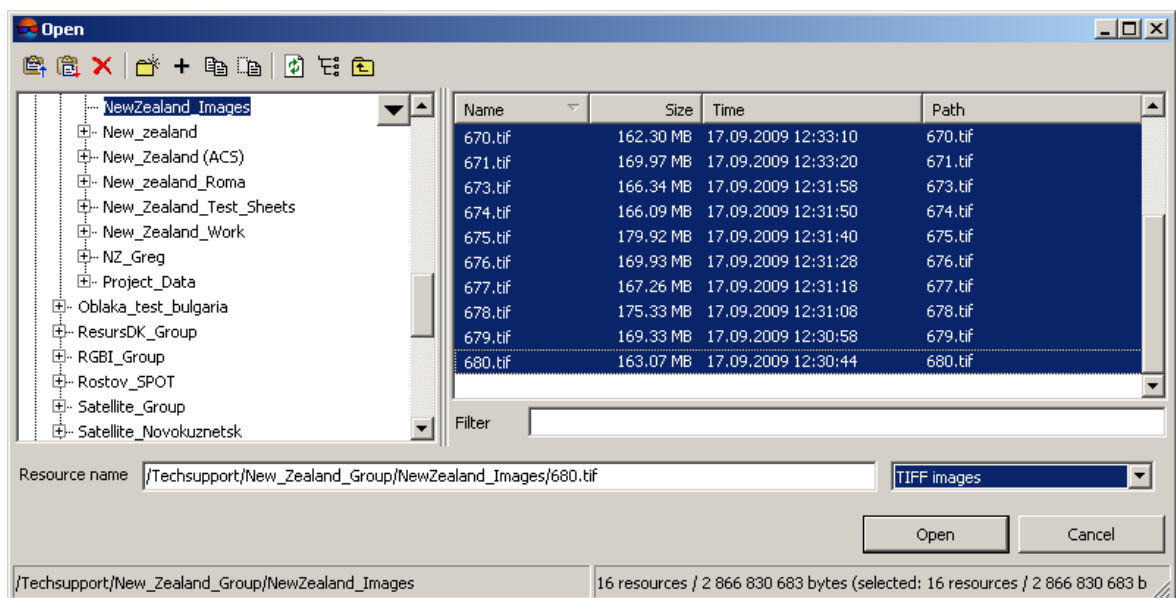 Open
NewZealand_Images
New_zealand
New_Zealand (ACS)
New_zealand_Roma
New_Zealand_Test_Sheets
New_Zealand_Work
NZ_Greg
Project_Data
Oblaka_test_bulgaria
ResursDK_Group
RGBI_Group
Rostov_SPOT
Satellite_Group
Satellite_Novokuznetsk
Name Size Time Path
670.tif 162.30 MB 17.09.2009 12:33:10 670.tif
671.tif 169.97 MB 17.09.2009 12:33:20 671.tif
673.tif 166.34 MB 17.09.2009 12:31:58 673.tif
674.tif 166.09 MB 17.09.2009 12:31:50 674.tif
675.tif 179.92 MB 17.09.2009 12:31:40 675.tif
676.tif 169.93 MB 17.09.2009 12:31:28 676.tif
677.tif 167.26 MB 17.09.2009 12:31:18 677.tif
678.tif 175.33 MB 17.09.2009 12:31:08 678.tif
679.tif 169.33 MB 17.09.2009 12:30:58 679.tif
680.tif 163.07 MB 17.09.2009 12:30:44 680.tif
Filter
Resource name /Techsupport/New_Zealand_Group/NewZealand_Images/680.tif TIFF images
Open Cancel
/Techsupport/New_Zealand_Group/NewZealand_Images 16 resources / 2 866 830 683 bytes (selected: 16 resources / 2 866 830 683 b